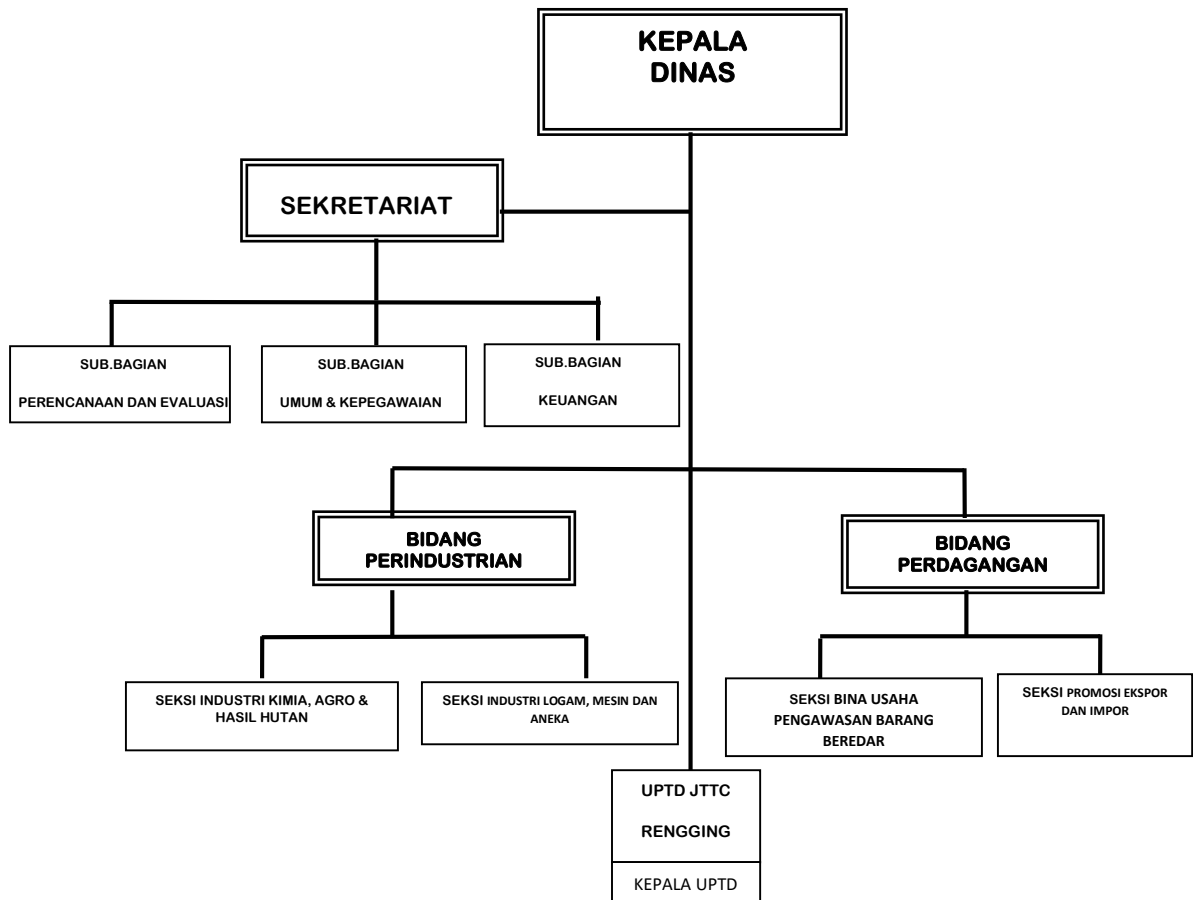 KEPALA
DINAS
SEKRETARIAT
SUB.BAGIAN
PERENCANAAN DAN EVALUASI
SUB.BAGIAN
UMUM & KEPEGAWAIAN
SUB.BAGIAN
KEUANGAN
BIDANG
PERINDUSTRIAN
BIDANG
PERDAGANGAN
SEKSI INDUSTRI KIMIA, AGRO &
HASIL HUTAN
SEKSI INDUSTRI LOGAM, MESIN DAN
ANEKA
SEKSI BINA USAHA
PENGAWASAN BARANG
BEREDAR
SEKSI PROMOSI EKSPOR
DAN IMPOR
UPTD JTTC
RENGGING
KEPALA UPTD